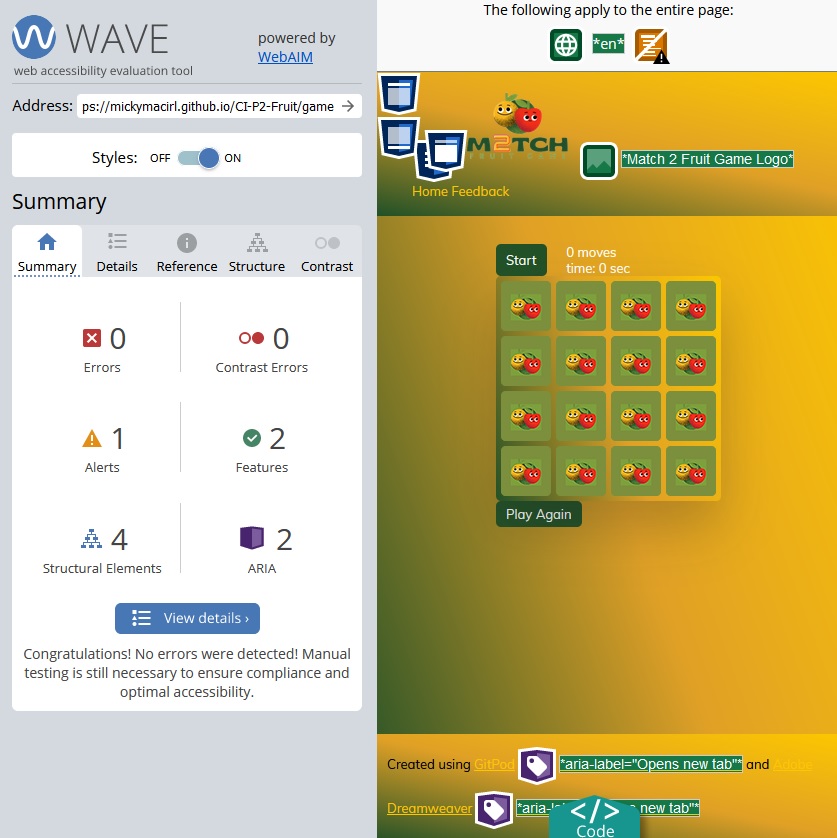 WAVE
web accessibility evaluation tool
powered by
WebAIM
Address: ps://mickymacirl.github.io/CI-P2-Fruit/game
Styles: OFF ON
Summary
Summary Details Reference Structure Contrast
0 0
Errors Contrast Errors
1 2
Alerts Features
4 2
Structural Elements ARIA
View details ›
Congratulations! No errors were detected! Manual
testing is still necessary to ensure compliance and
optimal accessibility.
The following apply to the entire page:
*en*
M2TCH
FRUIT GAME
*Match 2 Fruit Game Logo*
Home Feedback
Start
0 moves
time: 0 sec
Play Again
Created using GitPod *aria-label="Opens new tab"* and Adobe
Dreamweaver new tab"*
</> 
Code